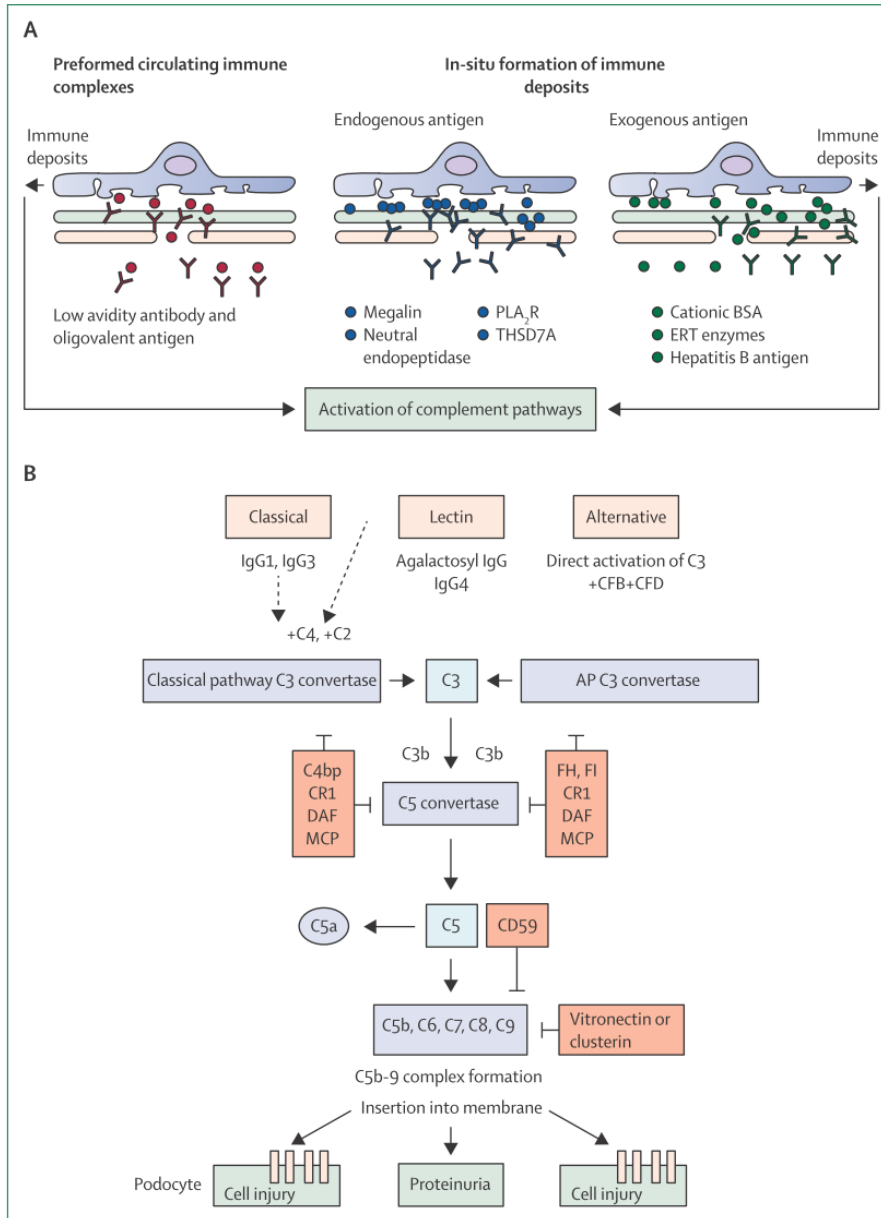 A
Preformed circulating immune
complexes
In-situ formation of immune
deposits
Immune
deposits
Endogenous antigen
Exogenous antigen
Immune
deposits
Low avidity antibody and
oligovalent antigen
Megalin
Neutral
endopeptidase
PLA₂R
THSD7A
Cationic BSA
ERT enzymes
Hepatitis B antigen
Activation of complement pathways
B
Classical
Lectin
Alternative
IgG1, IgG3
Agalactosyl IgG
IgG4
Direct activation of C3
+CFB+CFD
+C4, +C2
Classical pathway C3 convertase
C3
AP C3 convertase
C3b
C3b
C4bp
CR1
DAF
MCP
C5 convertase
FH, FI
CR1
DAF
MCP
C5a
C5
CD59
C5b, C6, C7, C8, C9
Vitronectin or
clusterin
C5b-9 complex formation
Insertion into membrane
Podocyte
Cell injury
Proteinuria
Cell injury